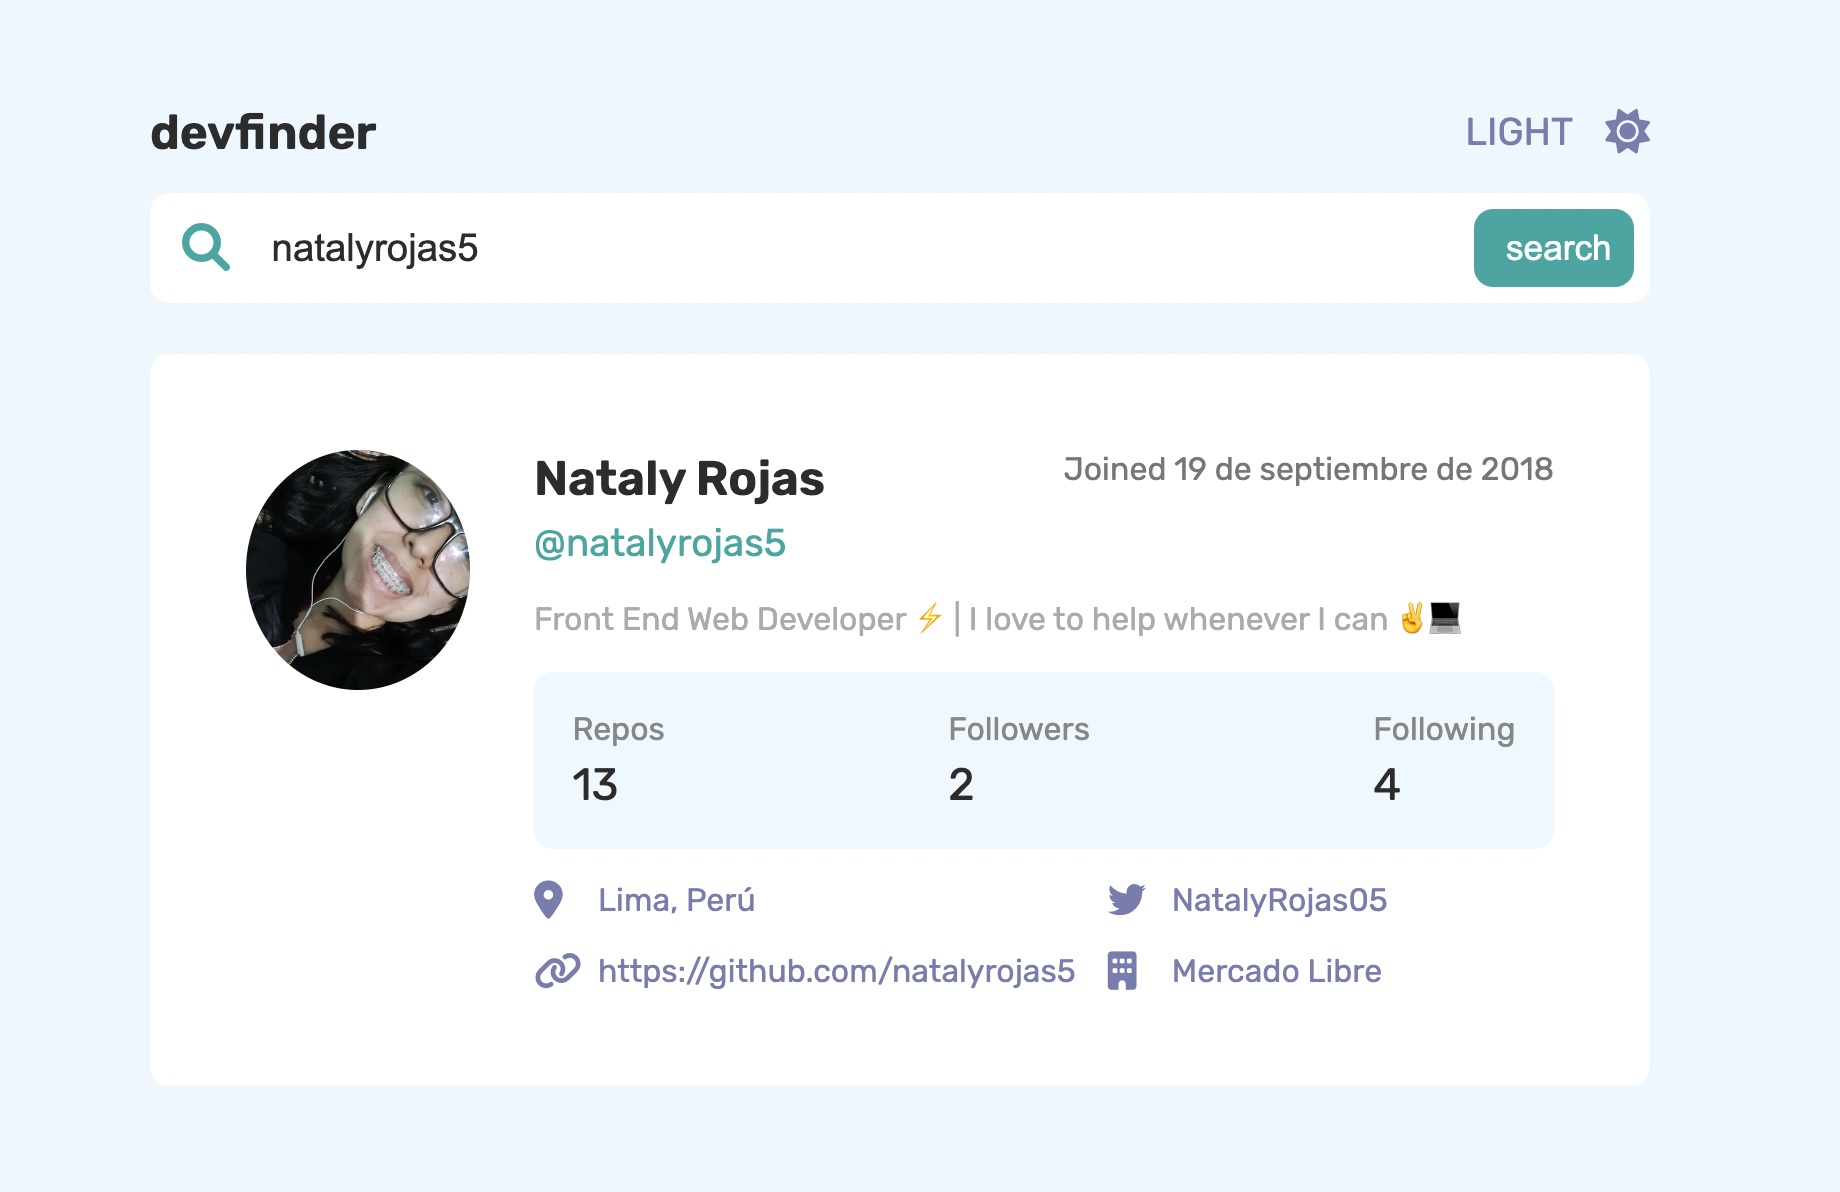 devfinder
LIGHT
natalyrojas5
search
Nataly Rojas
Joined 19 de septiembre de 2018
@natalyrojas5
Front End Web Developer ⚡ | I love to help whenever I can ✌️💻
Repos
Followers
Following
13
2
4
Lima, Perú
NatalyRojas05
https://github.com/natalyrojas5
Mercado Libre